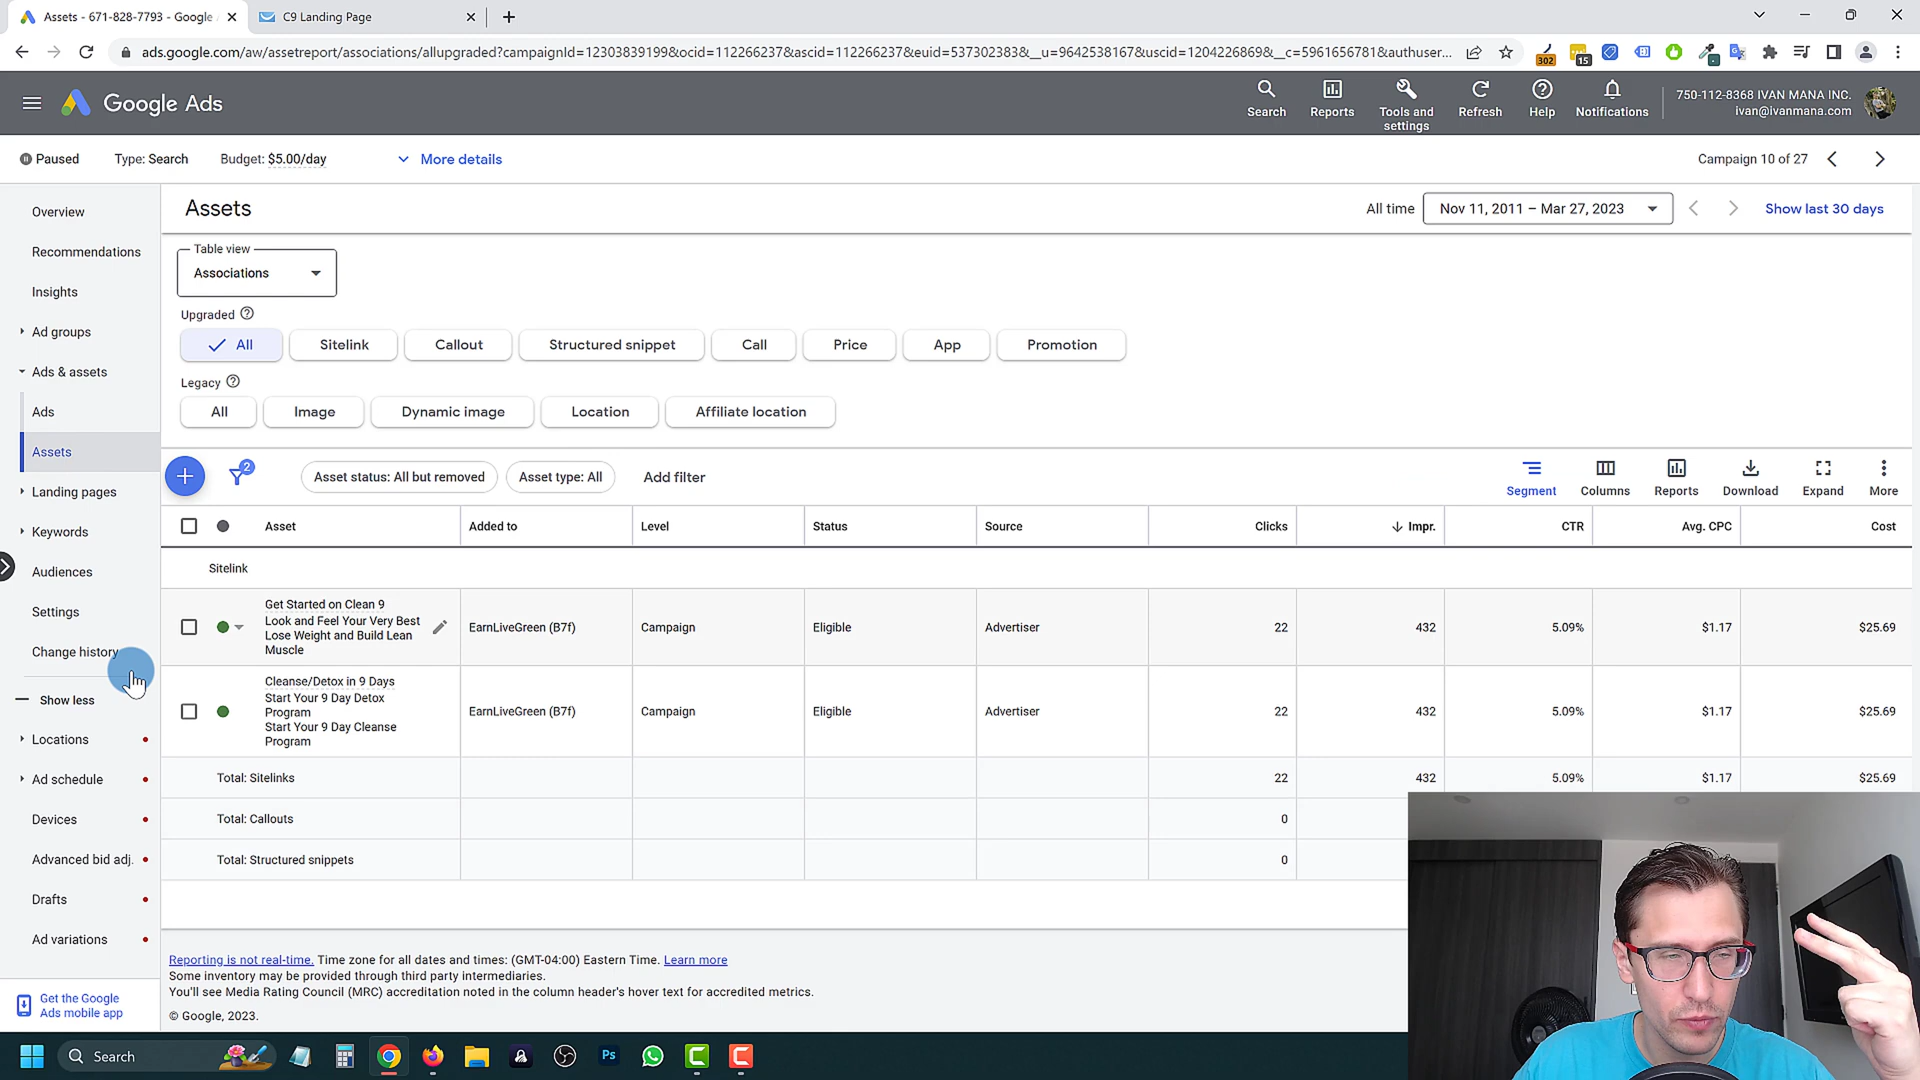 Assets - 671-828-7793 - Google
C9 Landing Page
ads.google.com/aw/assetreport/associations/allupgraded?campaignId=12303839199&ocid=112266237&ascid=112266237&euid=537302383&__u=9642538167&uscid=1204226869&__c=5961656781&authuser...
302
15
Google Ads
Search
Reports
Tools and settings
Refresh
Help
Notifications
750-112-8368 IVAN MANA INC.
ivan@ivanmana.com
Paused
Type: Search
Budget: $5.00/day
More details
Campaign 10 of 27
Overview
Recommendations
Insights
Ad groups
Ads & assets
Ads
Assets
Landing pages
Keywords
Audiences
Settings
Change history
Show less
Locations
Ad schedule
Devices
Advanced bid adj.
Drafts
Ad variations
Get the Google
Ads mobile app
Assets
All time
Nov 11, 2011 – Mar 27, 2023
Show last 30 days
Table view
Associations
Upgraded
All
Sitelink
Callout
Structured snippet
Call
Price
App
Promotion
Legacy
All
Image
Dynamic image
Location
Affiliate location
2
Asset status: All but removed
Asset type: All
Add filter
Segment
Columns
Reports
Download
Expand
More
Asset Added to Level Status Source Clicks Impr. CTR Avg. CPC Cost
Sitelink
Get Started on Clean 9
Look and Feel Your Very Best
Lose Weight and Build Lean
Muscle
EarnLiveGreen (B7f) Campaign Eligible Advertiser 22 432 5.09% $1.17 $25.69
Cleanse/Detox in 9 Days
Start Your 9 Day Detox
Program
Start Your 9 Day Cleanse
Program
EarnLiveGreen (B7f) Campaign Eligible Advertiser 22 432 5.09% $1.17 $25.69
Total: Sitelinks 22 432 5.09% $1.17 $25.69
Total: Callouts 0
Total: Structured snippets 0
Reporting is not real-time. Time zone for all dates and times: (GMT-04:00) Eastern Time. Learn more
Some inventory may be provided through third party intermediaries.
You'll see Media Rating Council (MRC) accreditation noted in the column header's hover text for accredited metrics.
© Google, 2023.
Search
Ps